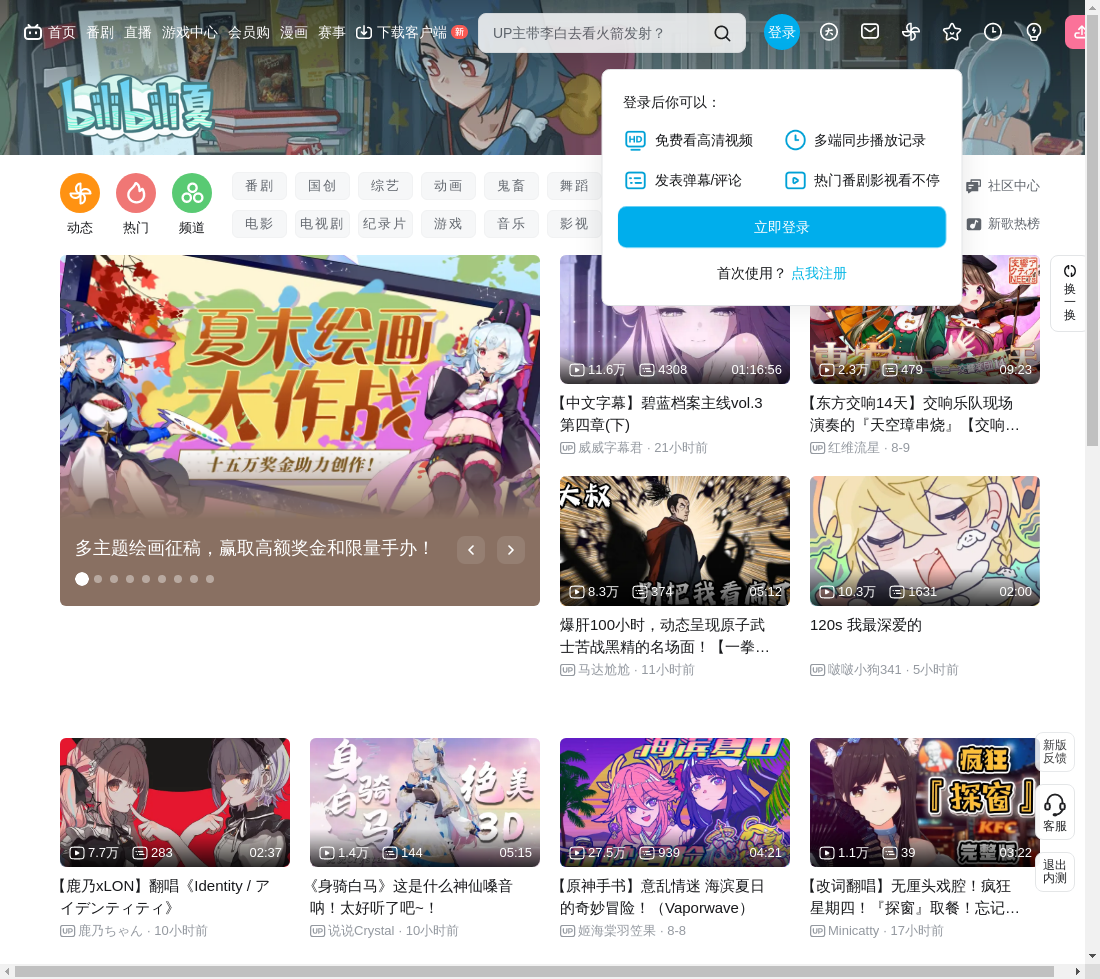 首页 番剧 直播 游戏中心 会员购 漫画 赛事 下载客户端 新 UP主带李白去看火箭发射？ 登录
bilibili夏
登录后你可以：
免费看高清视频 多端同步播放记录
发表弹幕/评论 热门番剧影视看不停
立即登录
首次使用？ 点我注册
动态 热门 频道
番剧 国创 综艺 动画 鬼畜 舞蹈 社区中心
电影 电视剧 纪录片 游戏 音乐 影视 新歌热榜
夏末绘画
大作战
十五万奖金助力创作！
多主题绘画征稿，赢取高额奖金和限量手办！
11.6万 4308 01:16:56
【中文字幕】碧蓝档案主线vol.3
第四章(下)
UP 威威字幕君 · 21小时前
2.3万 479 09:23
【东方交响14天】交响乐队现场
演奏的『天空璋串烧』【交响…
UP 红维流星 · 8-9
换
一
换
大叔
8.3万 374 05:12
爆肝100小时，动态呈现原子武
士苦战黑精的名场面！【一拳…
UP 马达尬尬 · 11小时前
10.3万 1631 02:00
120s 我最深爱的
UP 啵啵小狗341 · 5小时前
7.7万 283 02:37
【鹿乃xLON】翻唱《Identity / ア
イデンティティ》
UP 鹿乃ちゃん · 10小时前
身骑白马 绝美 3D
1.4万 144 05:15
《身骑白马》这是什么神仙嗓音
呐！太好听了吧~！
UP 说说Crystal · 10小时前
海滨夏日
27.5万 939 04:21
【原神手书】意乱情迷 海滨夏日
的奇妙冒险！（Vaporwave）
UP 姬海棠羽笠果 · 8-8
疯狂
『探窗』
KFC
完整版
1.1万 39 03:22
【改词翻唱】无厘头戏腔！疯狂
星期四！『探窗』取餐！忘记…
UP Minicatty · 17小时前
新版
反馈
客服
退出
内测